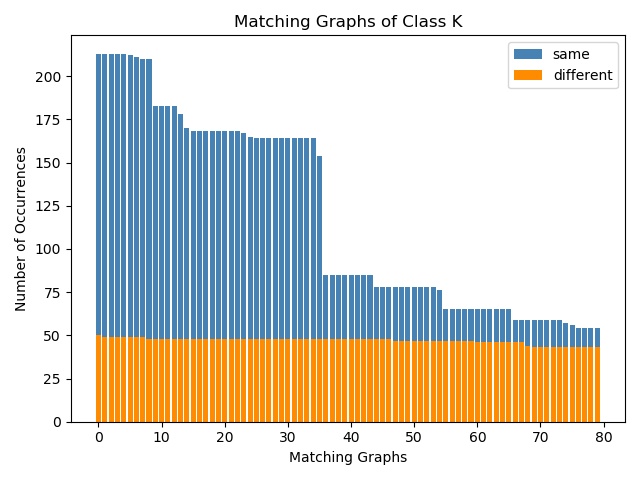 Matching Graphs of Class K
same
different
Number of Occurrences
200
175
150
125
100
75
50
25
0
0 10 20 30 40 50 60 70 80
Matching Graphs